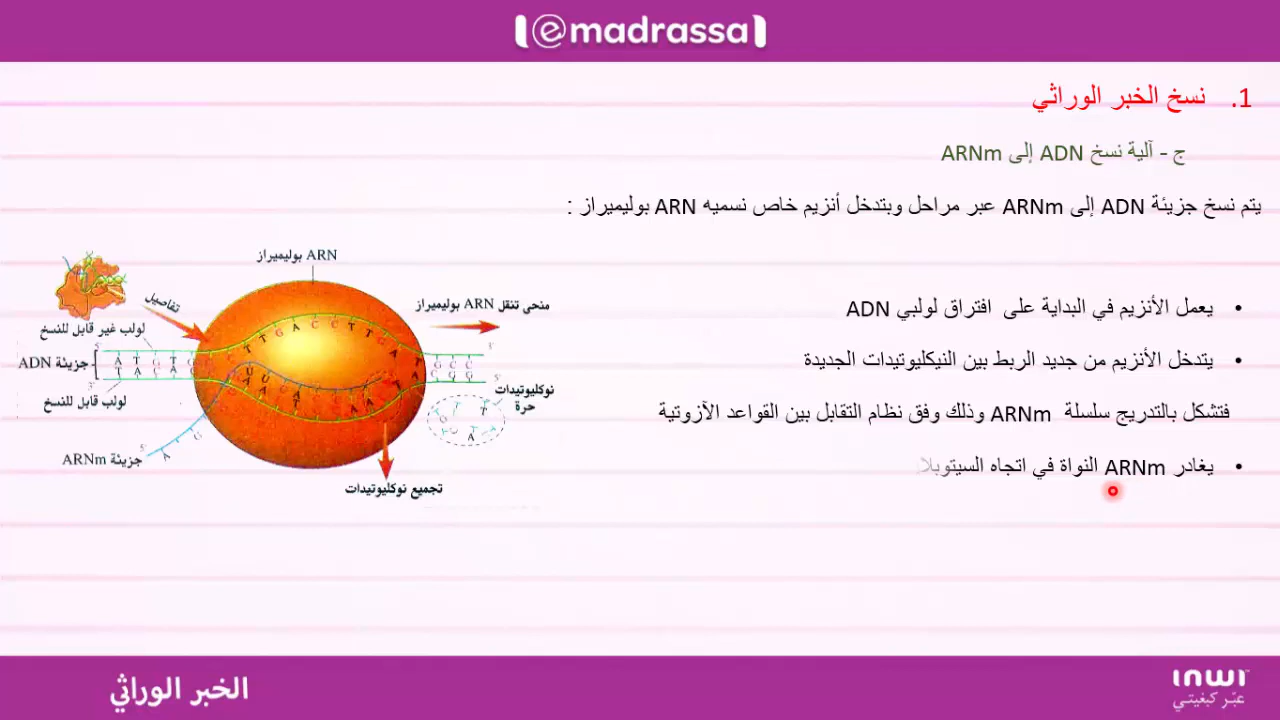 @madrassa
1. نسخ الخبر الوراثي
ج - آلية نسخ ADN إلى ARNm
يتم نسخ جزيئة ADN إلى ARNm عبر مراحل وبتدخل أنزيم خاص نسميه ARN بوليميراز :
• يعمل الأنزيم في البداية على افتراق لولبي ADN
• يتدخل الأنزيم من جديد الربط بين النيكليوتيدات الجديدة
فتشكل بالتدريج سلسلة ARNm وذلك وفق نظام التقابل بين القواعد الآزوتية
• يغادر ARNm النواة في اتجاه السيتوبلا
ARN بوليميراز
تفاصيل
منحى تنقل ARN بوليميراز
لولب غير قابل للنسخ
جزيئة ADN
لولب قابل للنسخ
نوكليوتيدات
حرة
جزيئة ARNm
تجميع نوكليوتيدات
الخبر الوراثي
inwi
عبّر كبغيتي